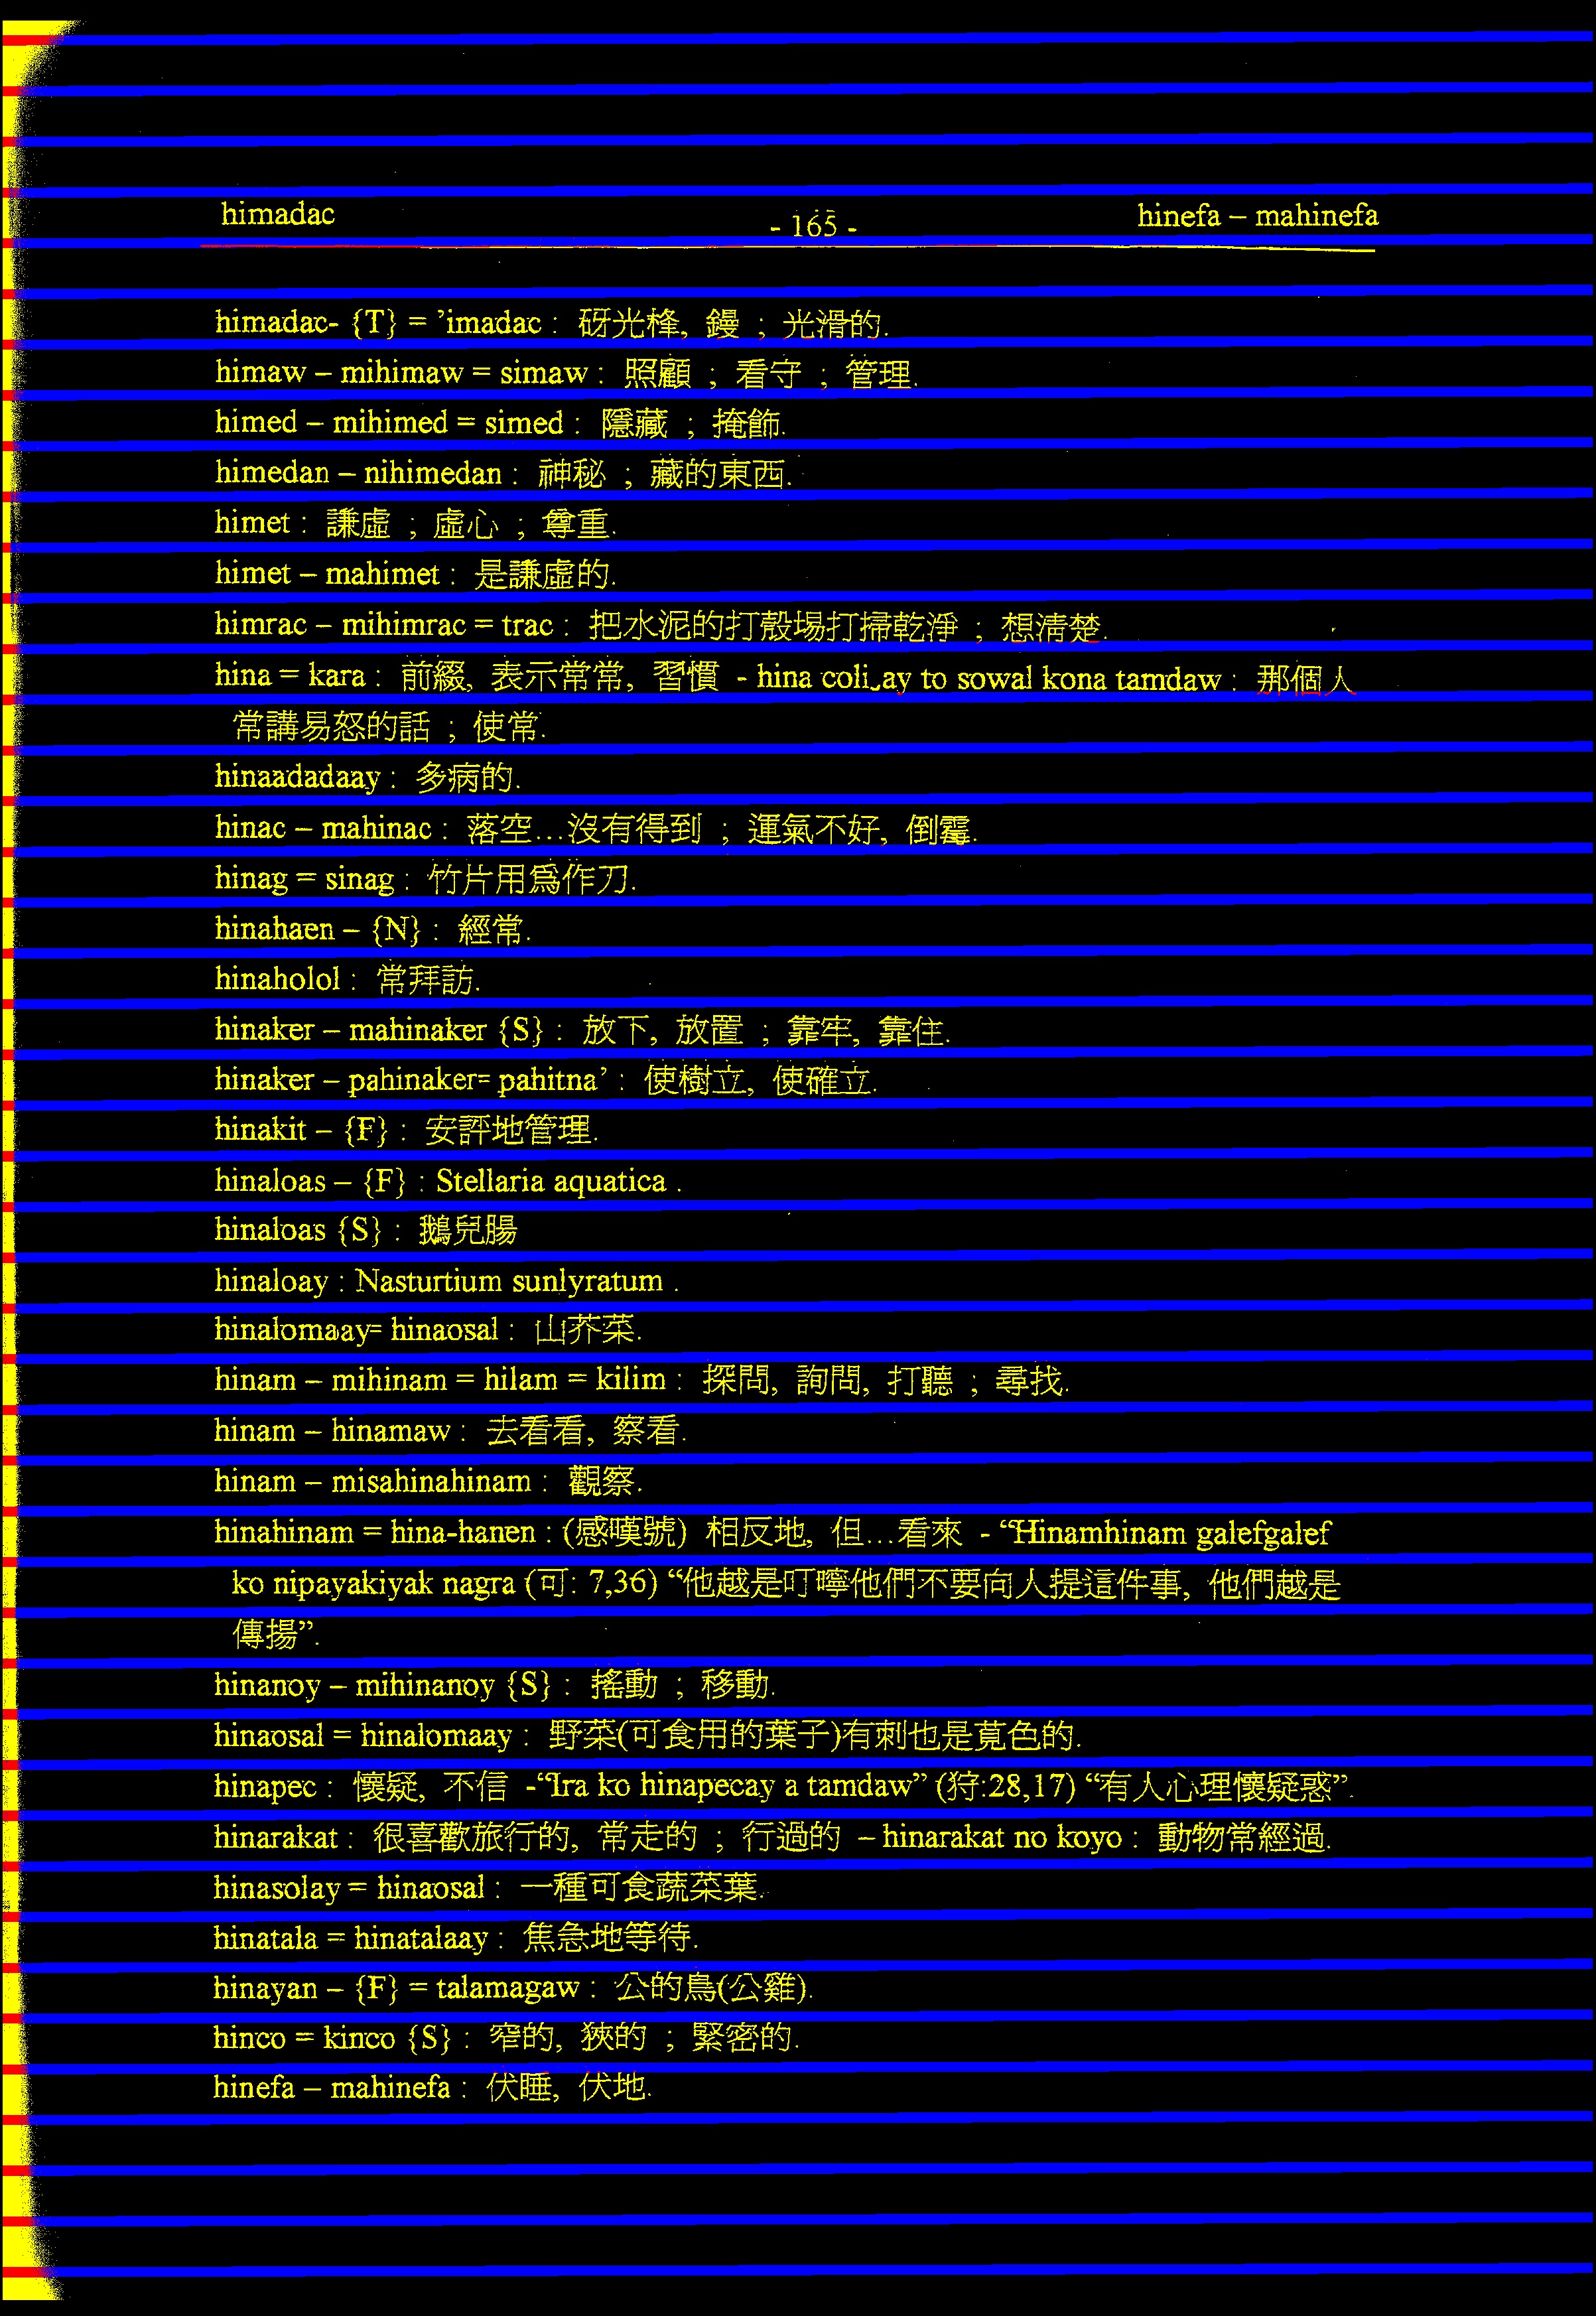 himadac - 165 - hinefa – mahinefa
himadac- {T} = ’imadac : 砑光棒, 鏝 ; 光滑的.
himaw – mihimaw = simaw : 照顧 ; 看守 ; 管理.
himed – mihimed = simed : 隱藏 ; 掩飾.
himedan – nihimedan : 神秘 ; 藏的東西.
himet : 謙虛 ; 虛心 ; 尊重.
himet – mahimet : 是謙虛的.
himrac – mihimrac = trac : 把水泥的打殼場打掃乾淨 ; 想清楚.
hina = kara : 前綴, 表示常常, 習慣 - hina coli̮ay to sowal kona tamdaw : 那個人
常講易怒的話 ; 使常.
hinaadadaay : 多病的.
hinac – mahinac : 落空...沒有得到 ; 運氣不好, 倒霉.
hinag = sinag : 竹片用爲作刀.
hinahaen – {N} : 經常.
hinaholol : 常拜訪.
hinaker – mahinaker {S} : 放下, 放置 ; 靠牢, 靠住.
hinaker – pahinaker= pahitna’ : 使樹立, 使確立.
hinakit – {F} : 安評地管理.
hinaloas – {F} : Stellaria aquatica .
hinaloas {S} : 鵝兒腸
hinaloay : Nasturtium sunlyratum .
hinalomaay= hinaosal : 山芥菜.
hinam – mihinam = hilam = kilim : 探問, 詢問, 打聽 ; 尋找.
hinam – hinamaw : 去看看, 察看.
hinam – misahinahinam : 觀察.
hinahinam = hina-hanen : (感嘆號) 相反地, 但...看來 - “Hinamhinam galefgalef
ko nipayakiyak nagra (可: 7,36) “他越是叮嚀他們不要向人提這件事, 他們越是
傳揚”.
hinanoy – mihinanoy {S} : 搖動 ; 移動.
hinaosal = hinalomaay : 野菜(可食用的葉子)有刺也是莧色的.
hinapec : 懷疑, 不信 -“Ira ko hinapecay a tamdaw” (狩:28,17) “有人心理懷疑惑”.
hinarakat : 很喜歡旅行的, 常走的 ; 行過的 – hinarakat no koyo : 動物常經過.
hinasolay = hinaosal : 一種可食蔬菜葉.
hinatala = hinatalaay : 焦急地等待.
hinayan – {F} = talamagaw : 公的鳥(公雞).
hinco = kinco {S} : 窄的, 狹的 ; 緊密的.
hinefa – mahinefa : 伏睡, 伏地.